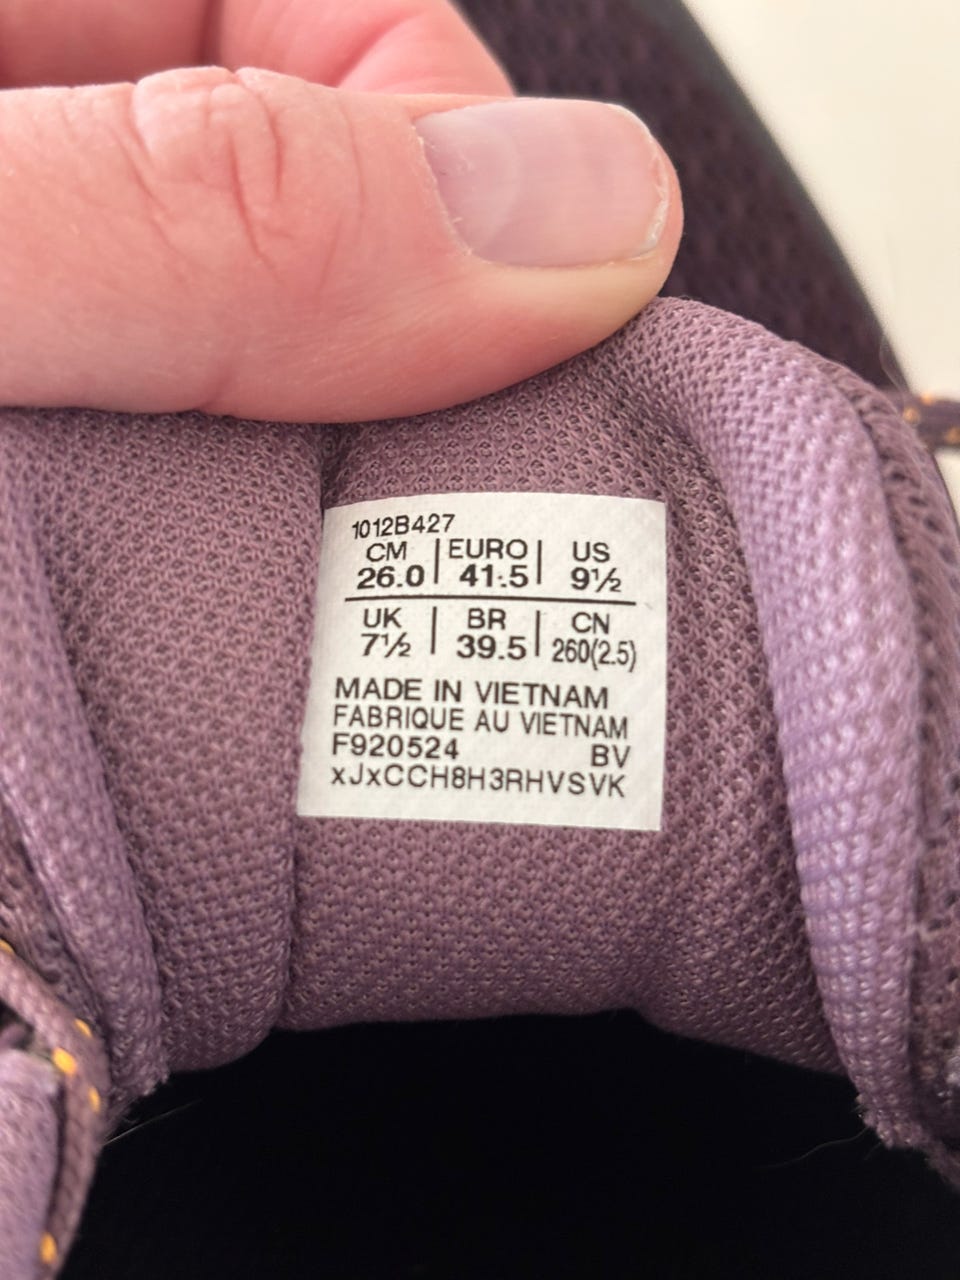 1012B427
CM | EURO | US
26.0 | 41.5 | 9½
UK | BR | CN
7½ | 39.5 | 260(2.5)
MADE IN VIETNAM
FABRIQUE AU VIETNAM
F920524 BV
xJxCCH8H3RHVSVK